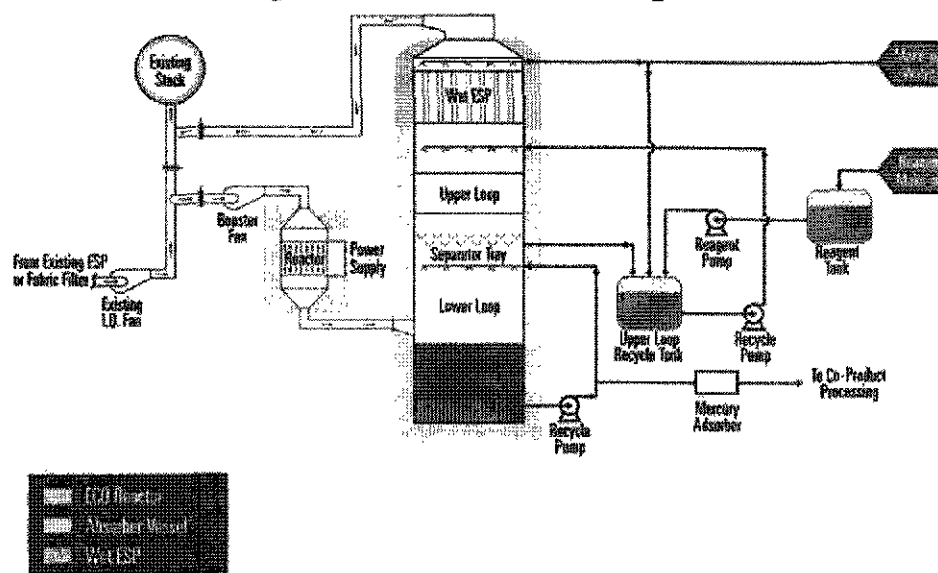 Existing
Stack
Wet ESP
Upper Loop
Booster
Fan
Reactor
Power
Supply
Separator Tray
Reagent
Pump
Reagent
Tank
From Existing ESP
or Fabric Filter
Existing
I.D. Fan
Lower Loop
Upper Loop
Recycle Tank
Recycle
Pump
To Co-Product
Processing
Mercury
Adsorber
Recycle
Pump
ECO Reactor
Absorber Vessel
Wet ESP